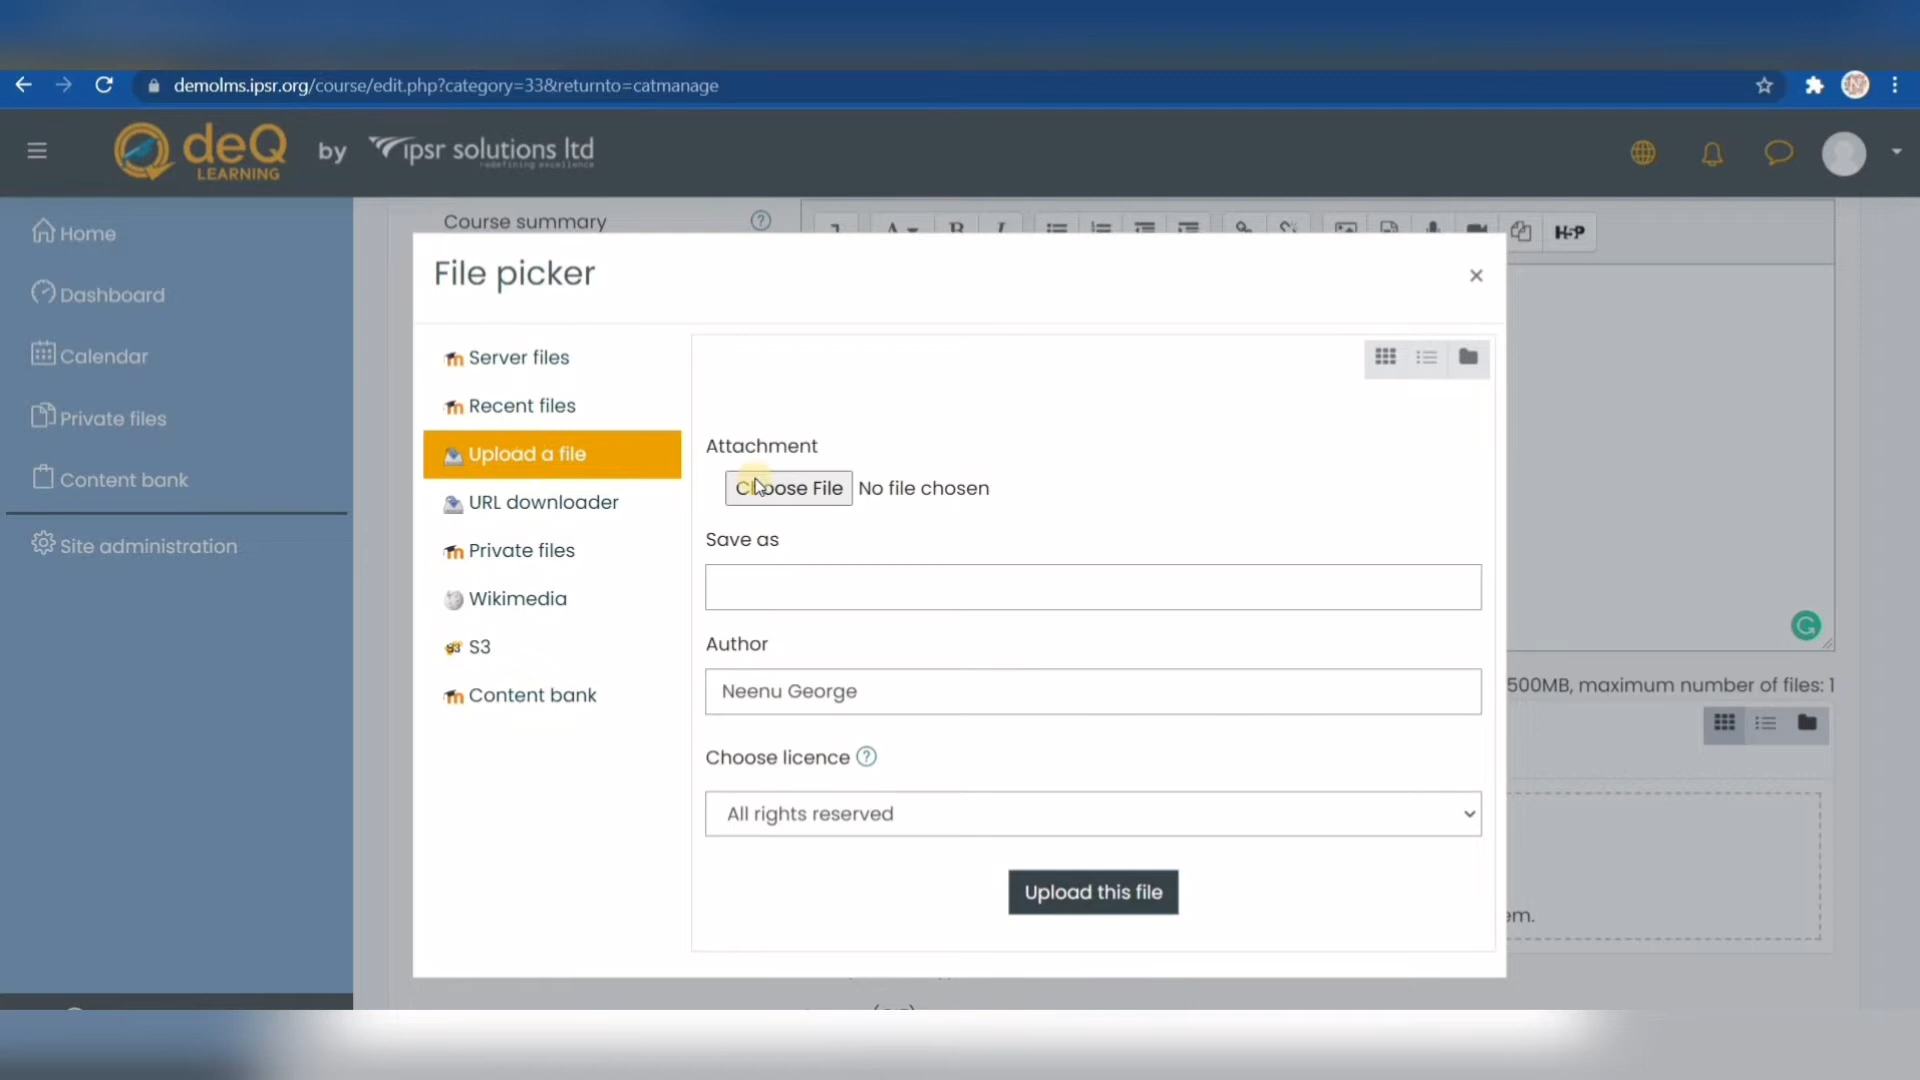 demolms.ipsr.org/course/edit.php?category=33&returnto=catmanage
deQ LEARNING by ipsr solutions ltd
redefining excellence
Home
Dashboard
Calendar
Private files
Content bank
Site administration
Course summary
H5P
File picker
Server files
Recent files
Upload a file
URL downloader
Private files
Wikimedia
S3
Content bank
Attachment
Choose File No file chosen
Save as
Author
Neenu George
Choose licence
All rights reserved
Upload this file
500MB, maximum number of files: 1